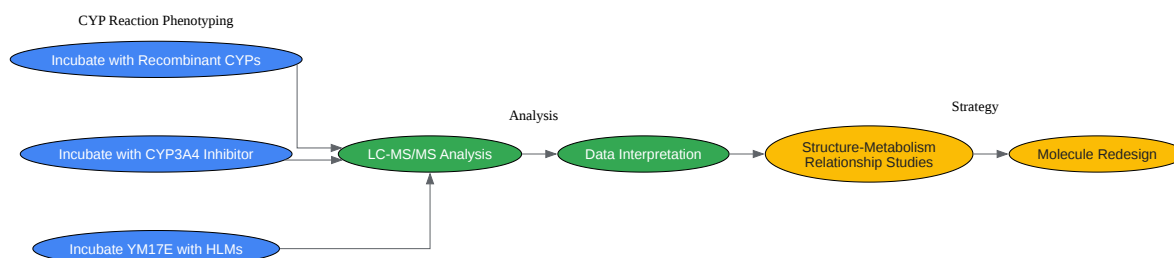 CYP Reaction Phenotyping
Incubate with Recombinant CYPs
Analysis
Strategy
Incubate with CYP3A4 Inhibitor
LC-MS/MS Analysis
Data Interpretation
Structure-Metabolism
Relationship Studies
Molecule Redesign
Incubate YM17E with HLMs